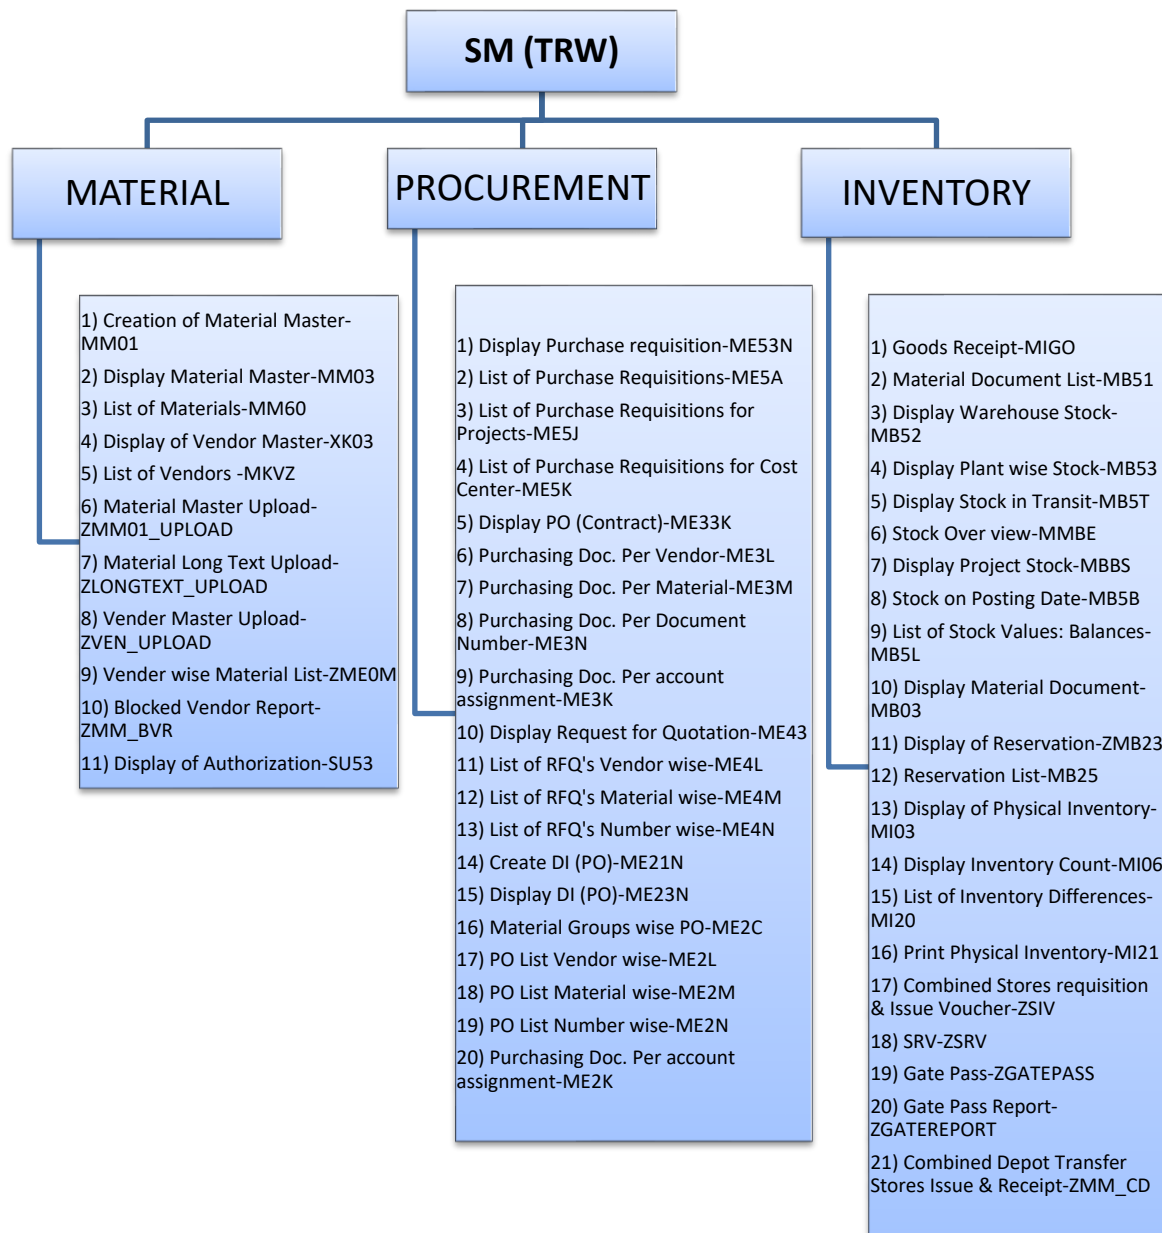 SM (TRW)
MATERIAL
1) Creation of Material Master-
MM01
2) Display Material Master-MM03
3) List of Materials-MM60
4) Display of Vendor Master-XK03
5) List of Vendors -MKVZ
6) Material Master Upload-
ZMM01_UPLOAD
7) Material Long Text Upload-
ZLONGTEXT_UPLOAD
8) Vender Master Upload-
ZVEN_UPLOAD
9) Vender wise Material List-ZME0M
10) Blocked Vendor Report-
ZMM_BVR
11) Display of Authorization-SU53
PROCUREMENT
1) Display Purchase requisition-ME53N
2) List of Purchase Requisitions-ME5A
3) List of Purchase Requisitions for
Projects-ME5J
4) List of Purchase Requisitions for Cost
Center-ME5K
5) Display PO (Contract)-ME33K
6) Purchasing Doc. Per Vendor-ME3L
7) Purchasing Doc. Per Material-ME3M
8) Purchasing Doc. Per Document
Number-ME3N
9) Purchasing Doc. Per account
assignment-ME3K
10) Display Request for Quotation-ME43
11) List of RFQ's Vendor wise-ME4L
12) List of RFQ's Material wise-ME4M
13) List of RFQ's Number wise-ME4N
14) Create DI (PO)-ME21N
15) Display DI (PO)-ME23N
16) Material Groups wise PO-ME2C
17) PO List Vendor wise-ME2L
18) PO List Material wise-ME2M
19) PO List Number wise-ME2N
20) Purchasing Doc. Per account
assignment-ME2K
INVENTORY
1) Goods Receipt-MIGO
2) Material Document List-MB51
3) Display Warehouse Stock-
MB52
4) Display Plant wise Stock-MB53
5) Display Stock in Transit-MB5T
6) Stock Over view-MMBE
7) Display Project Stock-MBBS
8) Stock on Posting Date-MB5B
9) List of Stock Values: Balances-
MB5L
10) Display Material Document-
MB03
11) Display of Reservation-ZMB23
12) Reservation List-MB25
13) Display of Physical Inventory-
MI03
14) Display Inventory Count-MI06
15) List of Inventory Differences-
MI20
16) Print Physical Inventory-MI21
17) Combined Stores requisition
& Issue Voucher-ZSIV
18) SRV-ZSRV
19) Gate Pass-ZGATEPASS
20) Gate Pass Report-
ZGATEREPORT
21) Combined Depot Transfer
Stores Issue & Receipt-ZMM_CD